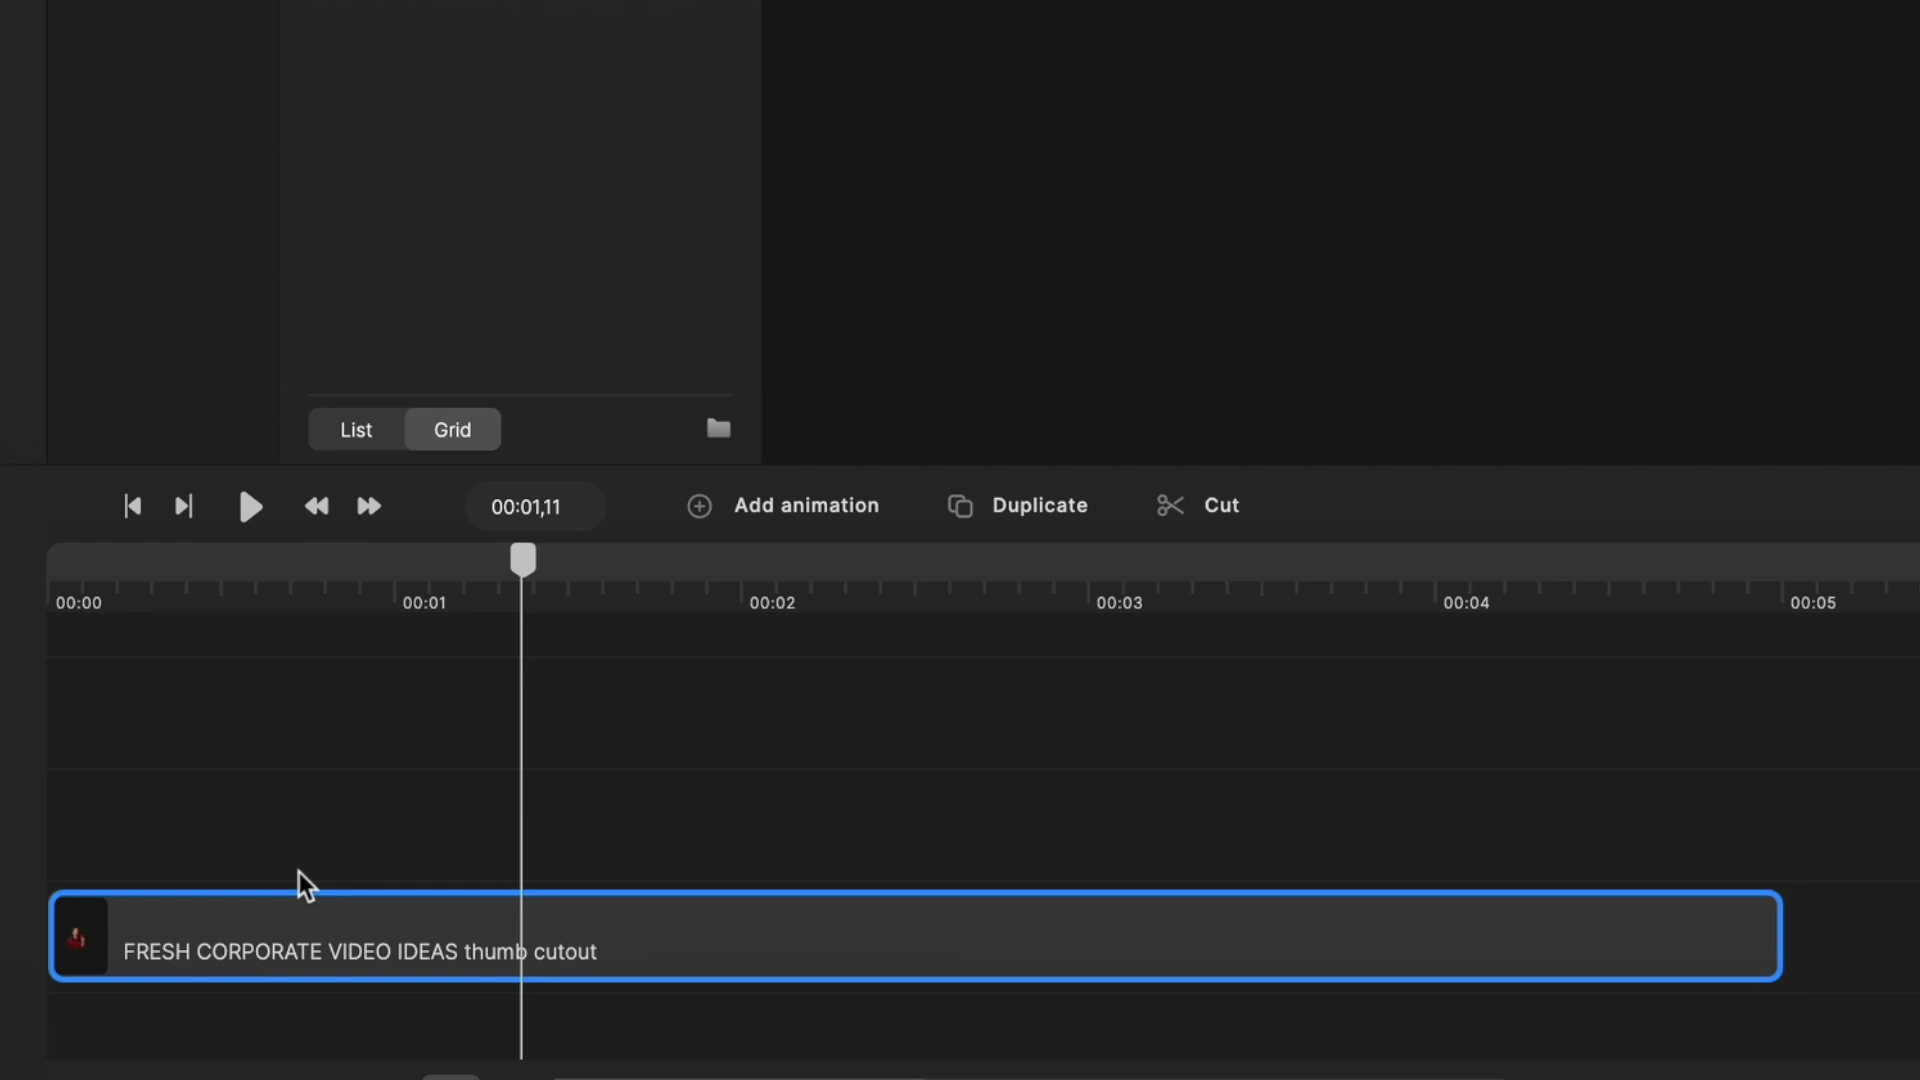 List Grid
00:01,11 Add animation Duplicate Cut
00:00 00:01 00:02 00:03 00:04 00:05
FRESH CORPORATE VIDEO IDEAS thumb cutout